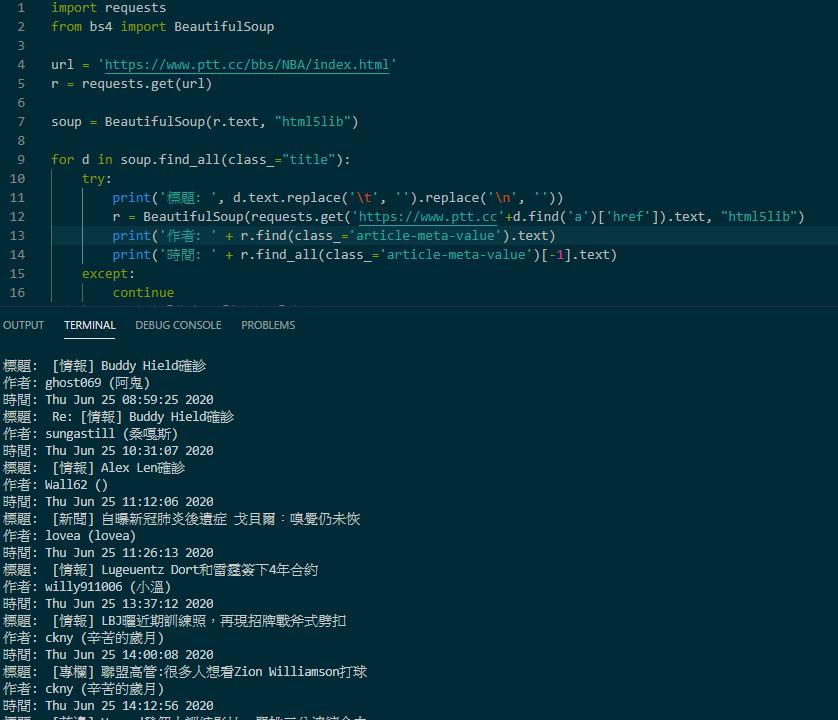 1 import requests
2 from bs4 import BeautifulSoup
3
4 url = 'https://www.ptt.cc/bbs/NBA/index.html'
5 r = requests.get(url)
6
7 soup = BeautifulSoup(r.text, "html5lib")
8
9 for d in soup.find_all(class_="title"):
10 try:
11 print('標題: ', d.text.replace('\t', '').replace('\n', ''))
12 r = BeautifulSoup(requests.get('https://www.ptt.cc'+d.find('a')['href']).text, "html5lib")
13 print('作者: ' + r.find(class_='article-meta-value').text)
14 print('時間: ' + r.find_all(class_='article-meta-value')[-1].text)
15 except:
16 continue
OUTPUT TERMINAL DEBUG CONSOLE PROBLEMS
標題: [情報] Buddy Hield確診
作者: ghost069 (阿鬼)
時間: Thu Jun 25 08:59:25 2020
標題: Re: [情報] Buddy Hield確診
作者: sungastill (桑嘎斯)
時間: Thu Jun 25 10:31:07 2020
標題: [情報] Alex Len確診
作者: Wall62 ()
時間: Thu Jun 25 11:12:06 2020
標題: [新聞] 自曝新冠肺炎後遺症 戈貝爾：嗅覺仍未恢
作者: lovea (lovea)
時間: Thu Jun 25 11:26:13 2020
標題: [情報] Lugeuentz Dort和雷霆簽下4年合約
作者: willy911006 (小溫)
時間: Thu Jun 25 13:37:12 2020
標題: [情報] LBJ曬近期訓練照，再現招牌戰斧式劈扣
作者: ckny (辛苦的歲月)
時間: Thu Jun 25 14:00:08 2020
標題: [專欄] 聯盟高管:很多人想看Zion Williamson打球
作者: ckny (辛苦的歲月)
時間: Thu Jun 25 14:12:56 2020